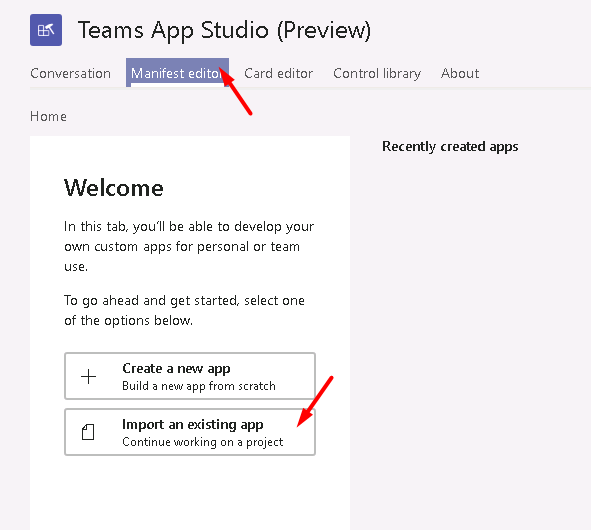 Teams App Studio (Preview)
Conversation Manifest editor Card editor Control library About
Home
Recently created apps
Welcome
In this tab, you'll be able to develop your
own custom apps for personal or team
use.
To go ahead and get started, select one
of the options below.
Create a new app
Build a new app from scratch
Import an existing app
Continue working on a project